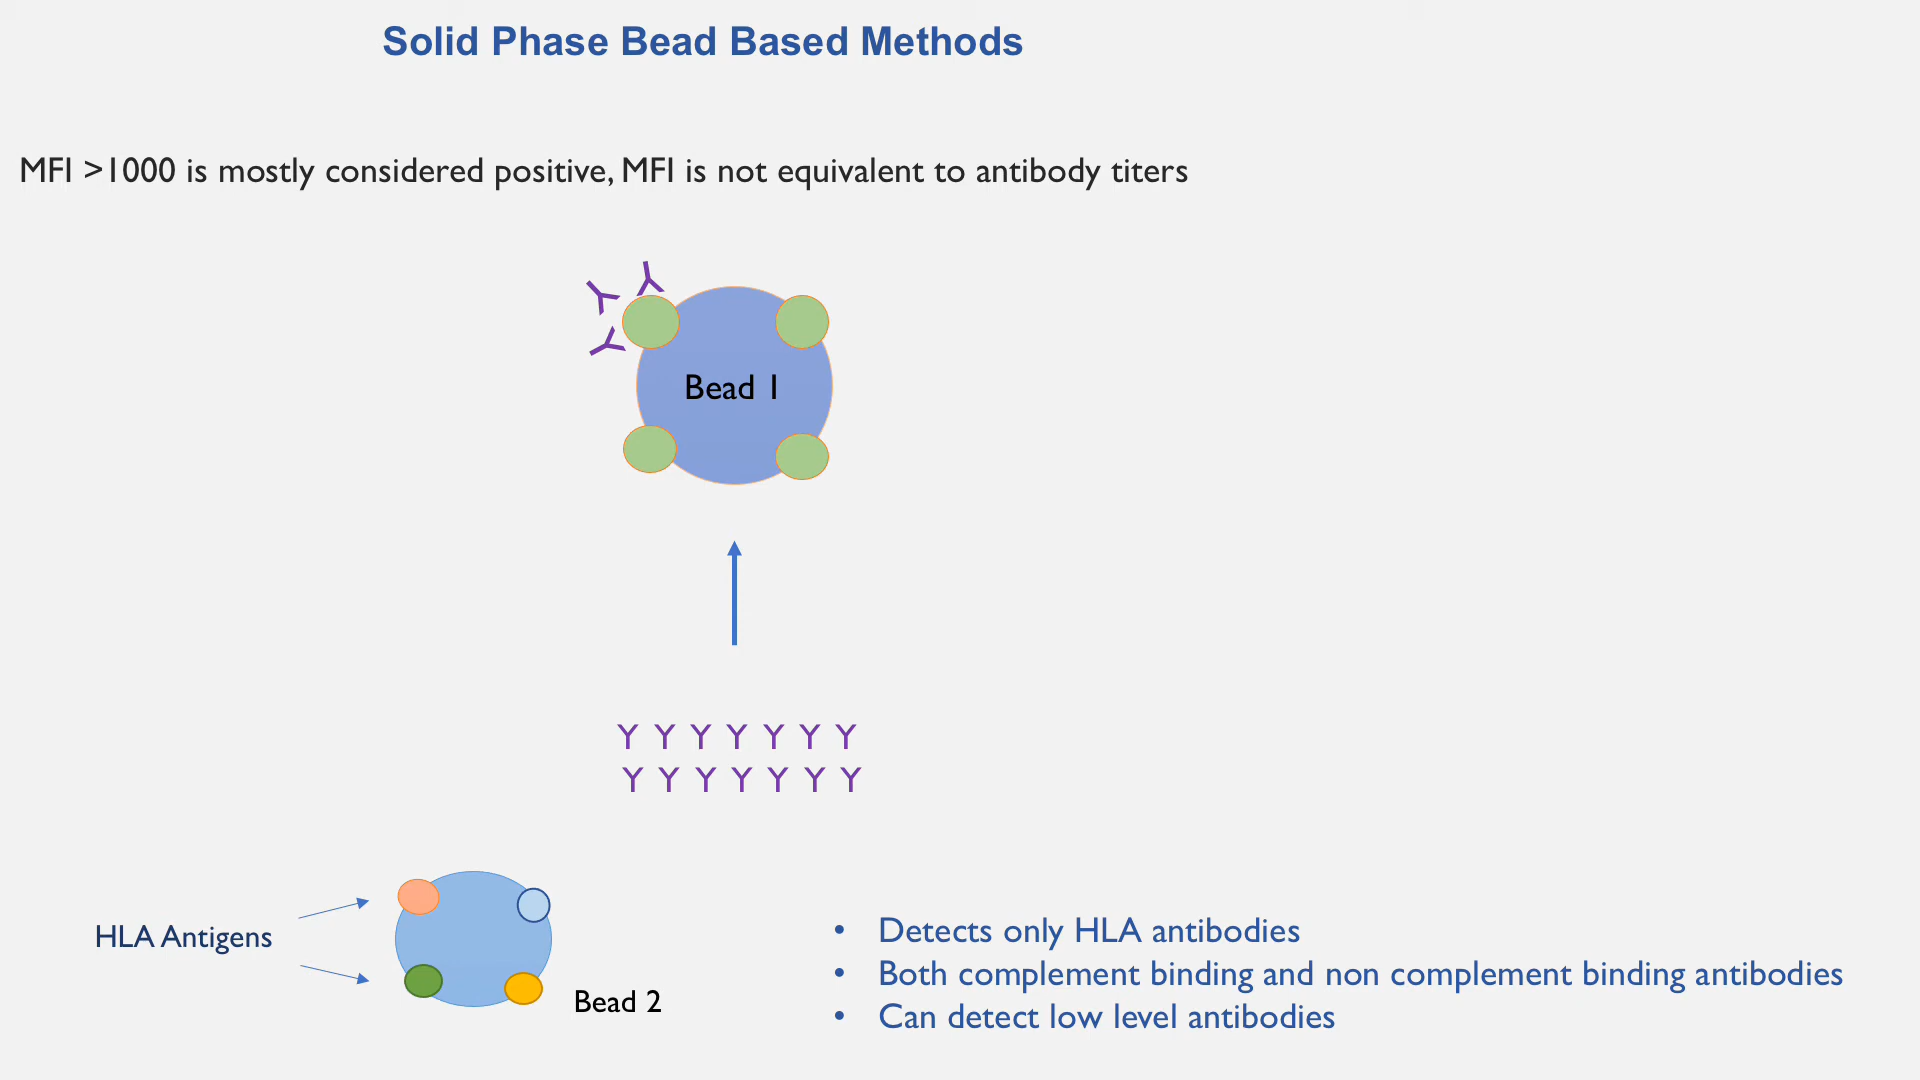 Solid Phase Bead Based Methods
MFI >1000 is mostly considered positive, MFI is not equivalent to antibody titers
Bead 1
Y Y Y Y Y Y Y
Y Y Y Y Y Y Y
HLA Antigens
Bead 2
• Detects only HLA antibodies
• Both complement binding and non complement binding antibodies
• Can detect low level antibodies